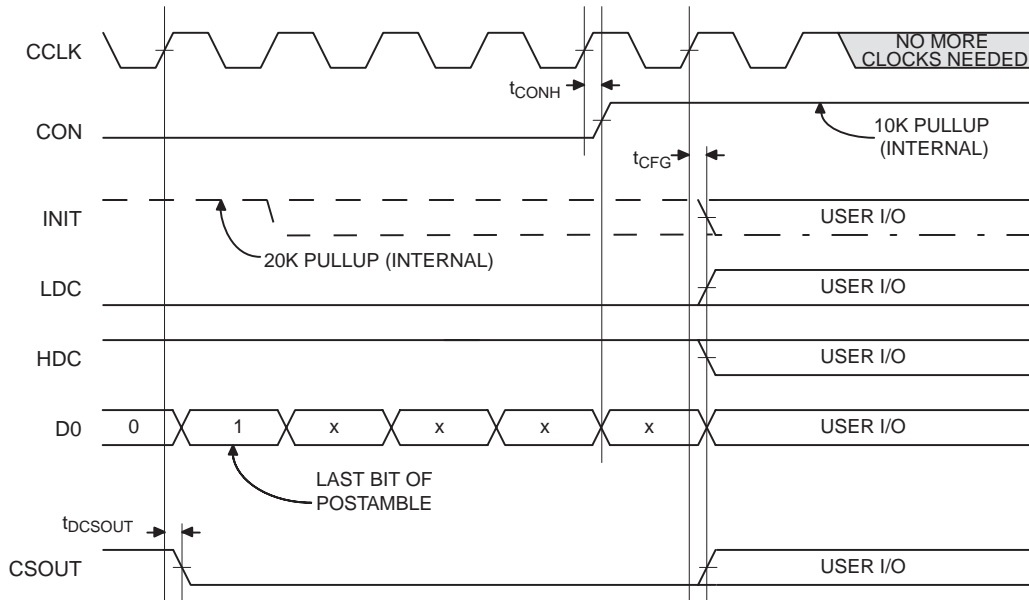 CCLK
NO MORE
CLOCKS NEEDED
tCONH
CON
10K PULLUP
(INTERNAL)
tCFG
INIT
USER I/O
20K PULLUP (INTERNAL)
LDC
USER I/O
HDC
USER I/O
D0
0
1
x
x
x
x
USER I/O
LAST BIT OF
POSTAMBLE
tDCSOUT
CSOUT
USER I/O